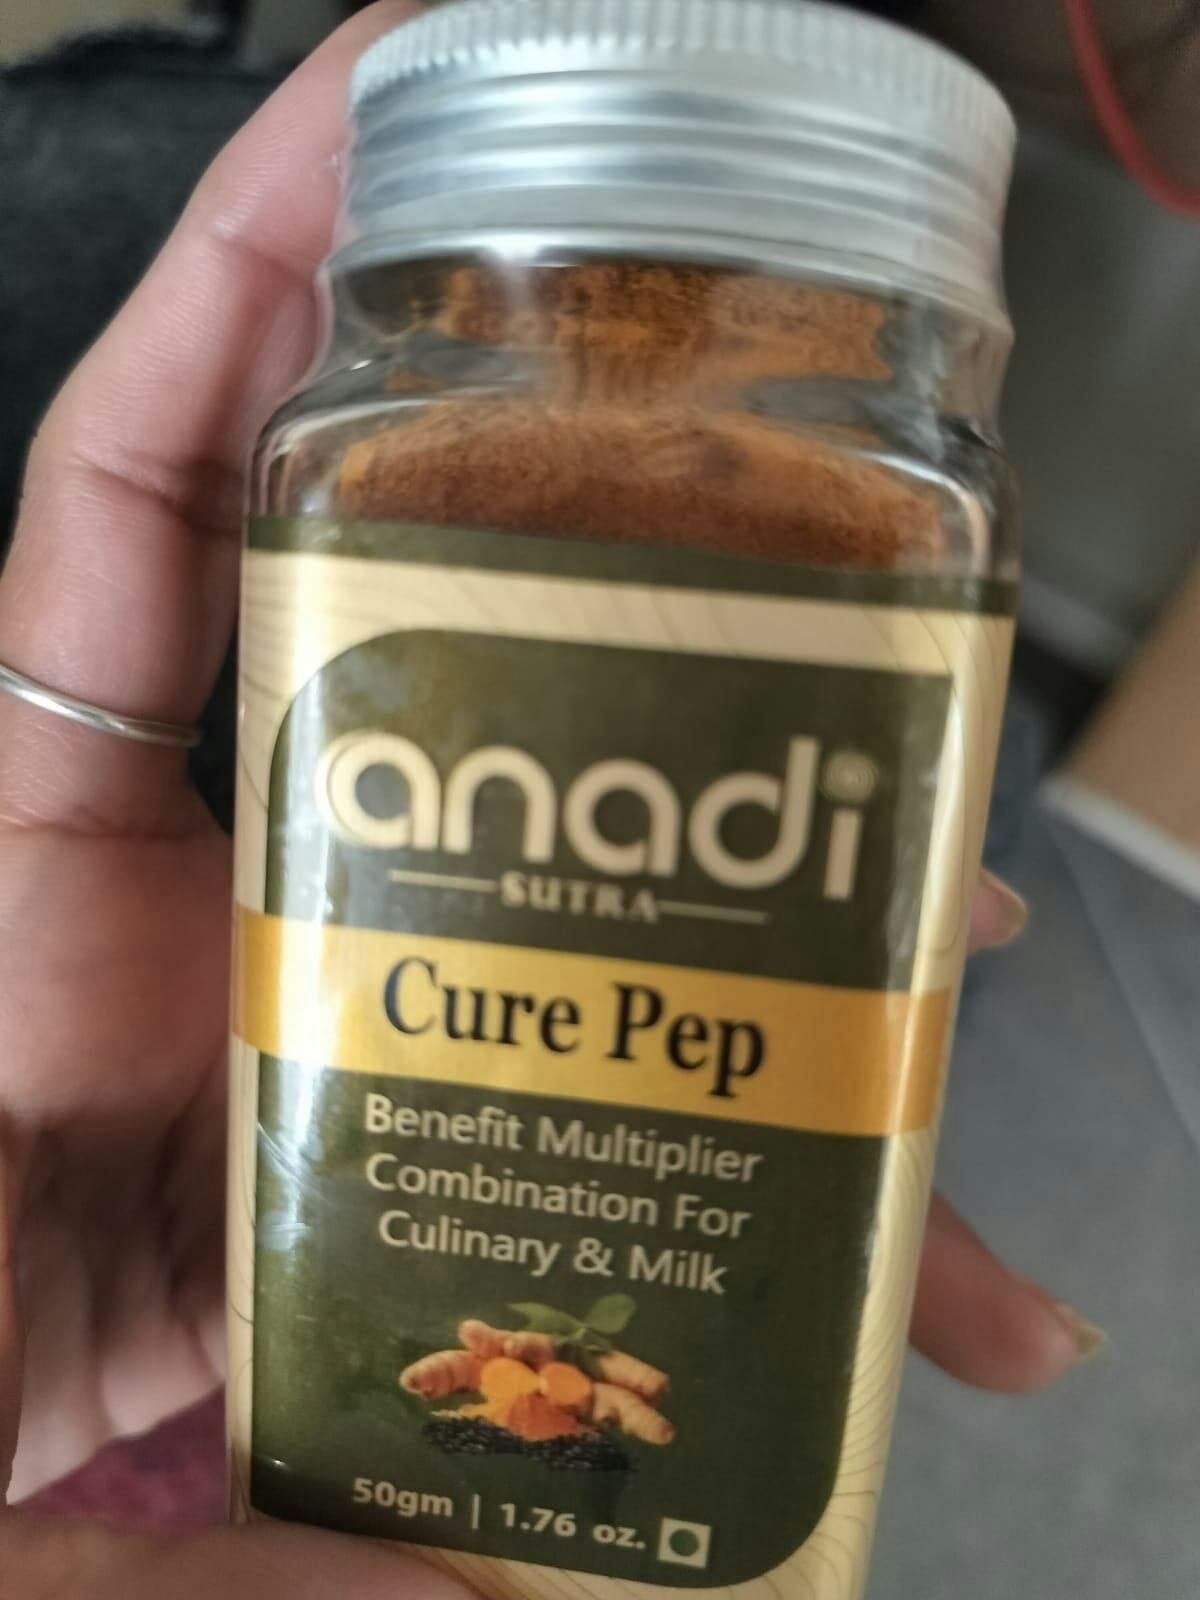 anadi
SUTRA
Cure Pep
Benefit Multiplier
Combination For
Culinary & Milk
50gm | 1.76 oz.